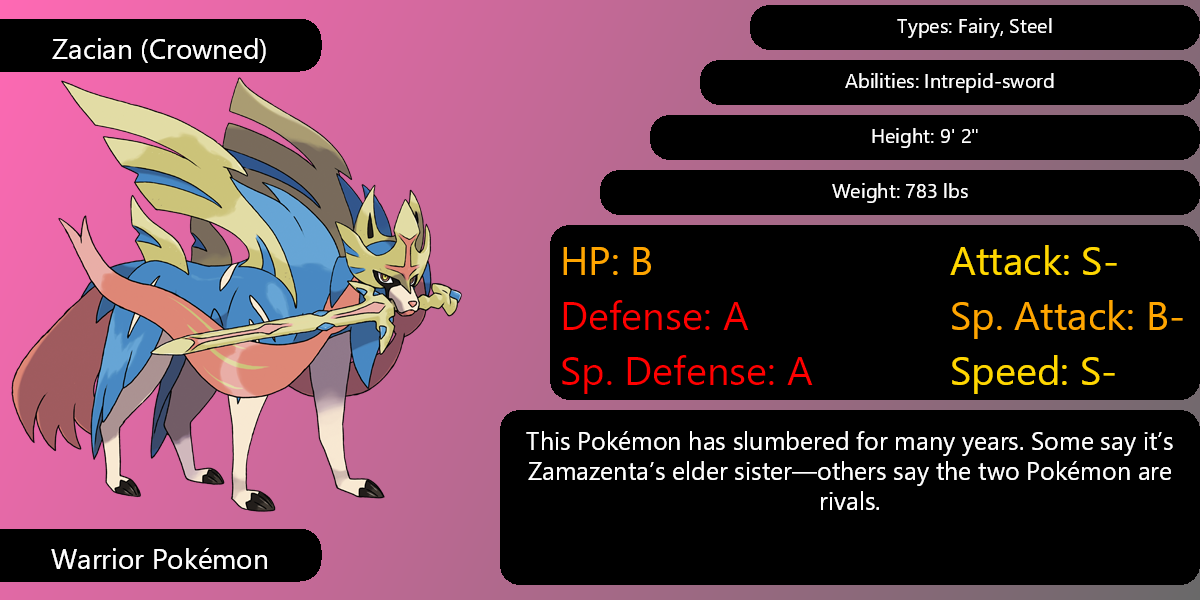 Zacian (Crowned)
Types: Fairy, Steel
Abilities: Intrepid-sword
Height: 9' 2"
Weight: 783 lbs
HP: B
Attack: S-
Defense: A
Sp. Attack: B-
Sp. Defense: A
Speed: S-
This Pokémon has slumbered for many years. Some say it’s
Zamazenta’s elder sister—others say the two Pokémon are
rivals.
Warrior Pokémon